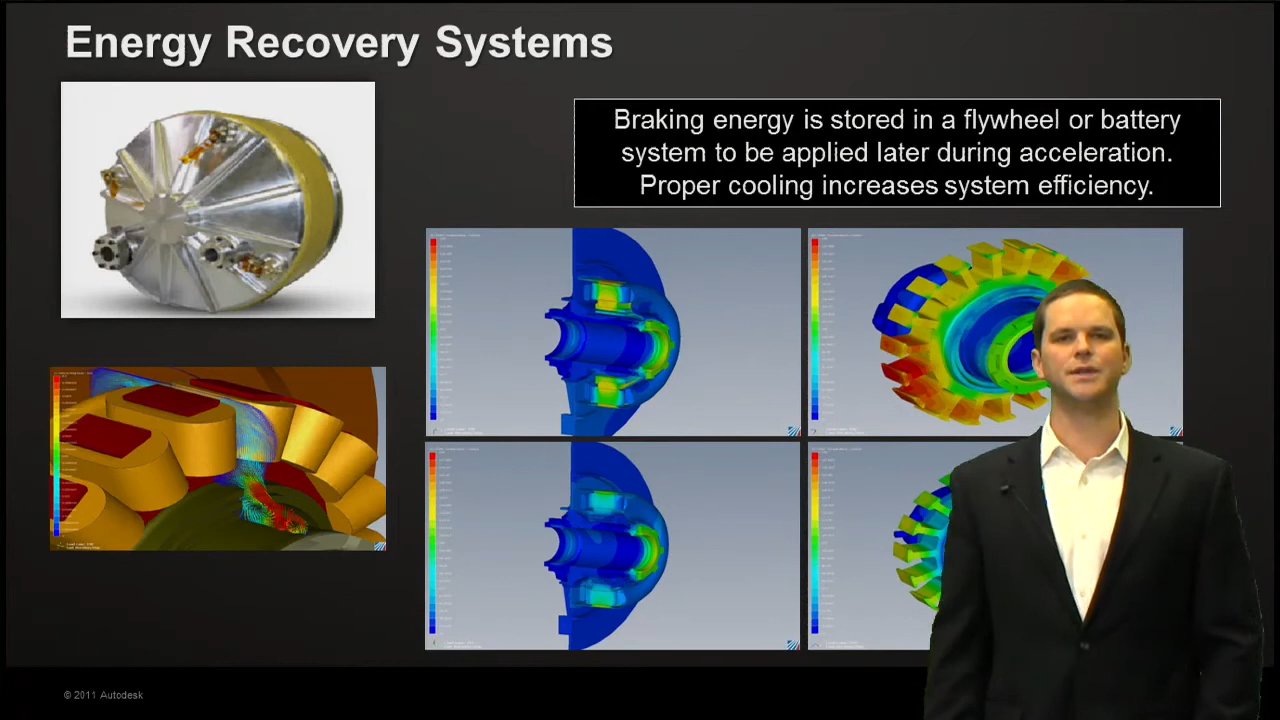 Energy Recovery Systems
Braking energy is stored in a flywheel or battery
system to be applied later during acceleration.
Proper cooling increases system efficiency.
© 2011 Autodesk